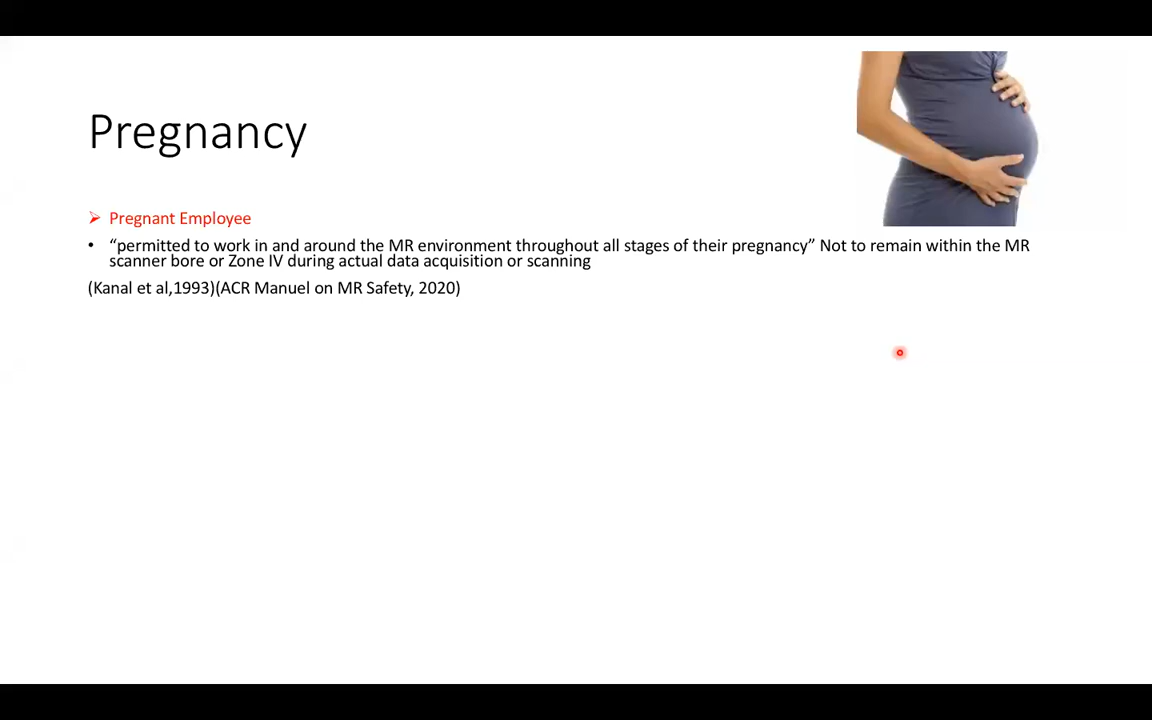 Pregnancy
➢ Pregnant Employee
• “permitted to work in and around the MR environment throughout all stages of their pregnancy” Not to remain within the MR
scanner bore or Zone IV during actual data acquisition or scanning
(Kanal et al,1993)(ACR Manuel on MR Safety, 2020)